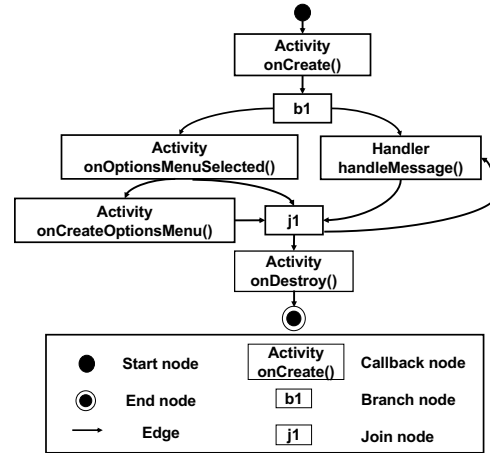 Activity
onCreate()
b1
Activity
onOptionsMenuSelected()
Handler
handleMessage()
Activity
onCreateOptionsMenu()
j1
Activity
onDestroy()
Start node
Activity
onCreate()
Callback node
End node
b1
Branch node
Edge
j1
Join node